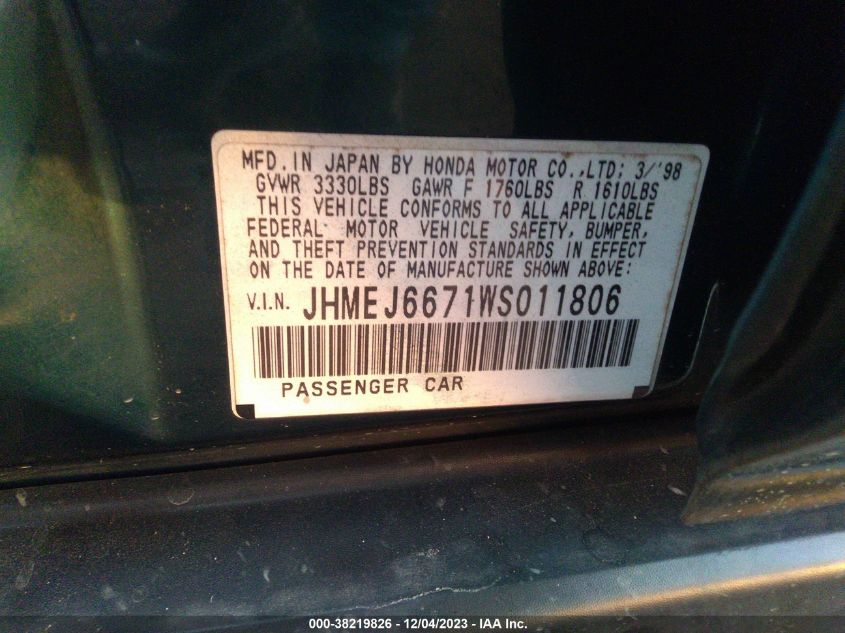 MFD. IN JAPAN BY HONDA MOTOR CO.,LTD; 3/'98
GVWR 3330LBS GAWR F 1760LBS R 1610LBS
THIS VEHICLE CONFORMS TO ALL APPLICABLE
FEDERAL MOTOR VEHICLE SAFETY, BUMPER,
AND THEFT PREVENTION STANDARDS IN EFFECT
ON THE DATE OF MANUFACTURE SHOWN ABOVE:
V.I.N. JHMEJ6671WS011806
PASSENGER CAR
000-38219826 - 12/04/2023 - IAA Inc.